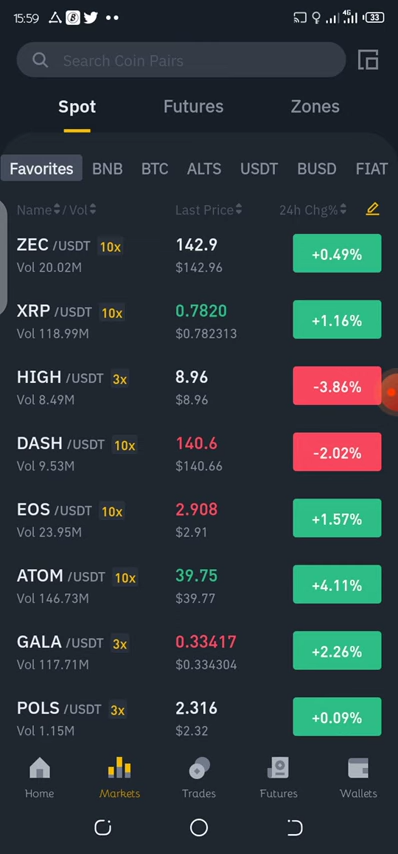 15:59 4G 33
Search Coin Pairs
Spot Futures Zones
Favorites BNB BTC ALTS USDT BUSD FIAT
Name / Vol Last Price 24h Chg%
ZEC /USDT 10x 142.9 +0.49%
Vol 20.02M $142.96
XRP /USDT 10x 0.7820 +1.16%
Vol 118.99M $0.782313
HIGH /USDT 3x 8.96 -3.86%
Vol 8.49M $8.96
DASH /USDT 10x 140.6 -2.02%
Vol 9.53M $140.66
EOS /USDT 10x 2.908 +1.57%
Vol 23.95M $2.91
ATOM /USDT 10x 39.75 +4.11%
Vol 146.73M $39.77
GALA /USDT 3x 0.33417 +2.26%
Vol 117.71M $0.334304
POLS /USDT 3x 2.316 +0.09%
Vol 1.15M $2.32
Home Markets Trades Futures Wallets